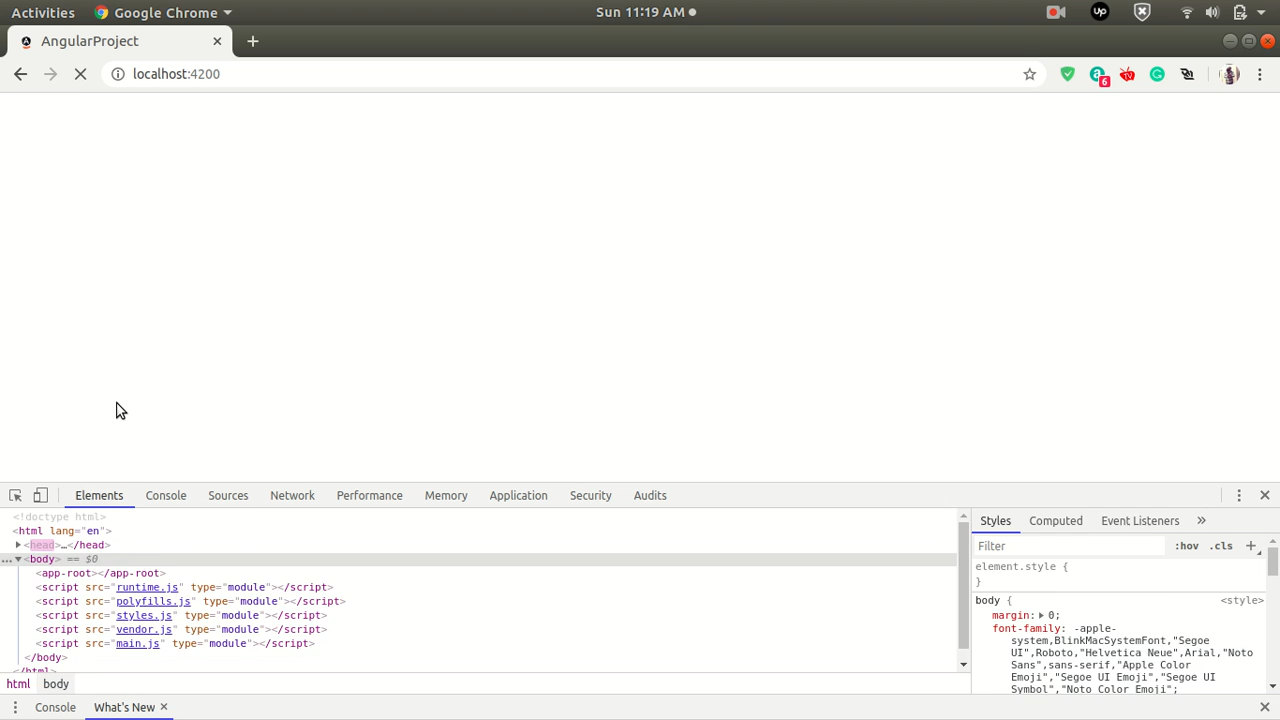 Activities Google Chrome Sun 11:19 AM Up
AngularProject
localhost:4200 6 TV
Elements Console Sources Network Performance Memory Application Security Audits
<!doctype html>
<html lang="en">
<head>…</head>
… <body> == $0
<app-root></app-root>
<script src="runtime.js" type="module"></script>
<script src="polyfills.js" type="module"></script>
<script src="styles.js" type="module"></script>
<script src="vendor.js" type="module"></script>
<script src="main.js" type="module"></script>
</body>
</html>
html body
Styles Computed Event Listeners »
Filter :hov .cls +
element.style {
}
body { <style>
margin: 0;
font-family: -apple-
system,BlinkMacSystemFont,"Segoe
UI",Roboto,"Helvetica Neue",Arial,"Noto
Sans",sans-serif,"Apple Color
Emoji","Segoe UI Emoji","Segoe UI
Symbol","Noto Color Emoji";
Console What's New